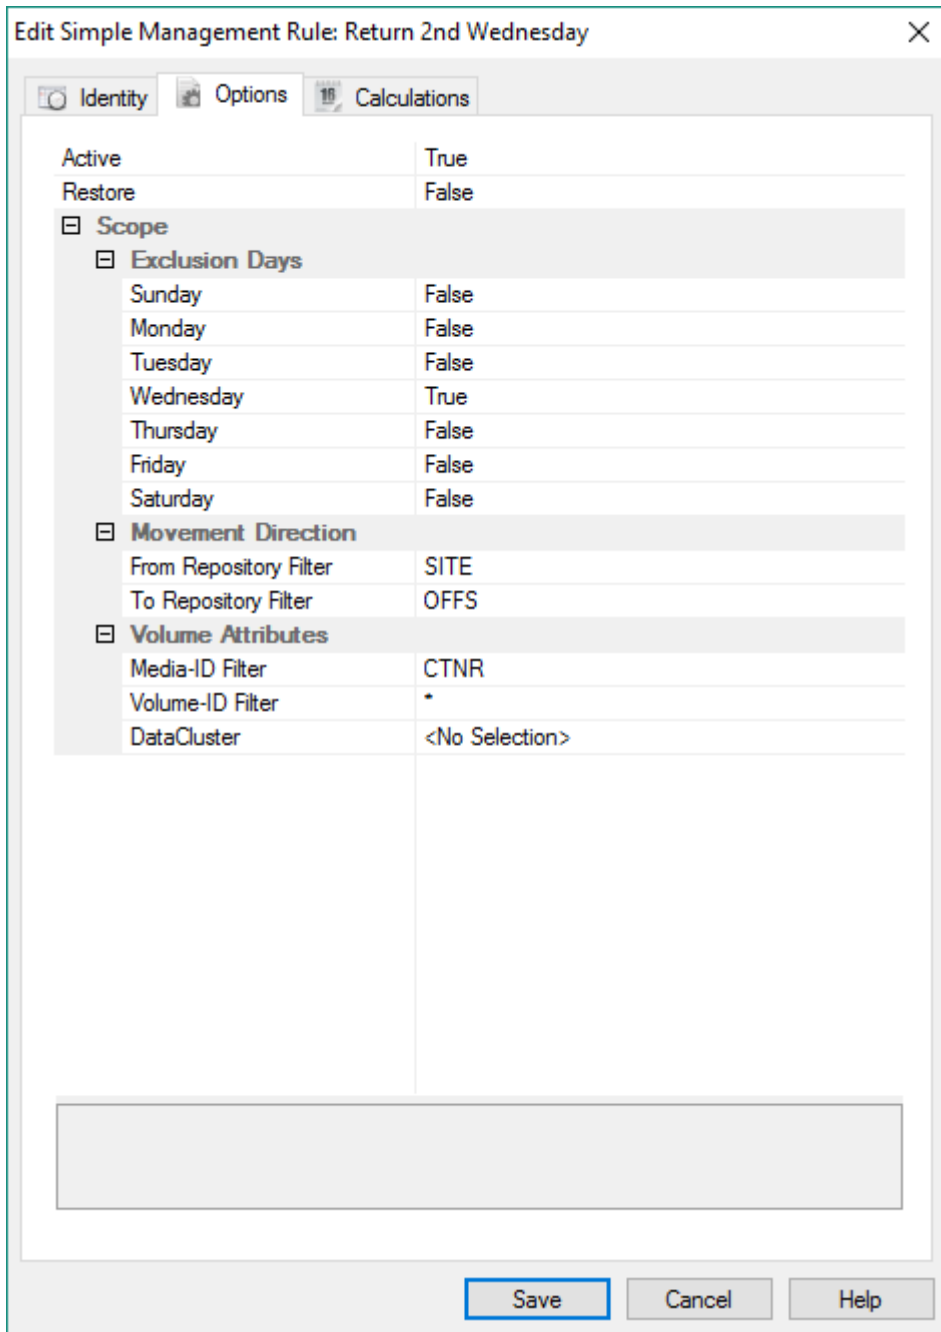 Edit Simple Management Rule: Return 2nd Wednesday
Identity Options 16 Calculations
Active True
Restore False
Scope
Exclusion Days
Sunday False
Monday False
Tuesday False
Wednesday True
Thursday False
Friday False
Saturday False
Movement Direction
From Repository Filter SITE
To Repository Filter OFFS
Volume Attributes
Media-ID Filter CTNR
Volume-ID Filter *
DataCluster <No Selection>
Save Cancel Help